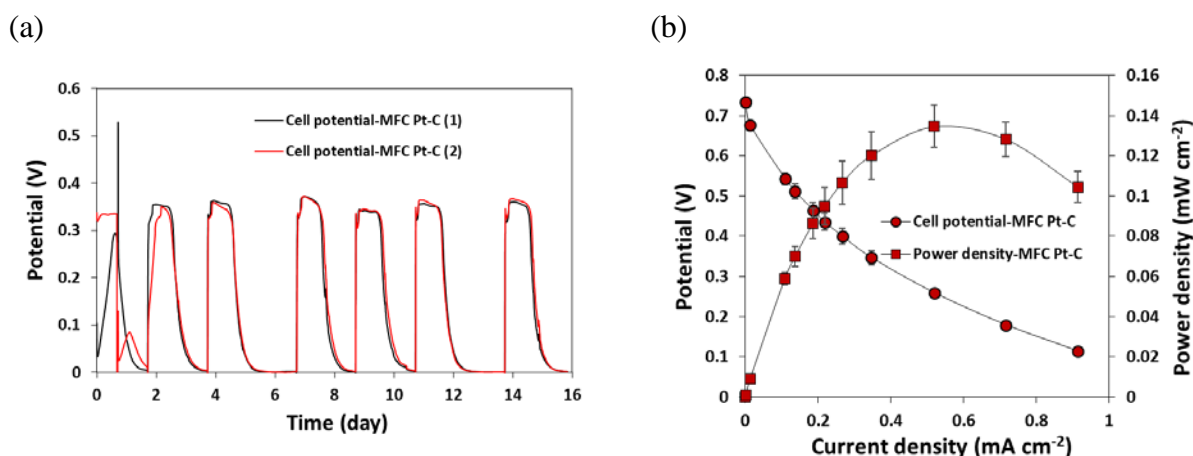 (a)
(b)
0.6
0.5
0.4
0.3
0.2
0.1
0
Potential (V)
Cell potential-MFC Pt-C (1)
Cell potential-MFC Pt-C (2)
0 2 4 6 8 10 12 14 16
Time (day)
0.8
0.7
0.6
0.5
0.4
0.3
0.2
0.1
0
Potential (V)
Cell potential-MFC Pt-C
Power density-MFC Pt-C
0.16
0.14
0.12
0.1
0.08
0.06
0.04
0.02
0
Power density (mW cm-2)
0 0.2 0.4 0.6 0.8 1
Current density (mA cm-2)